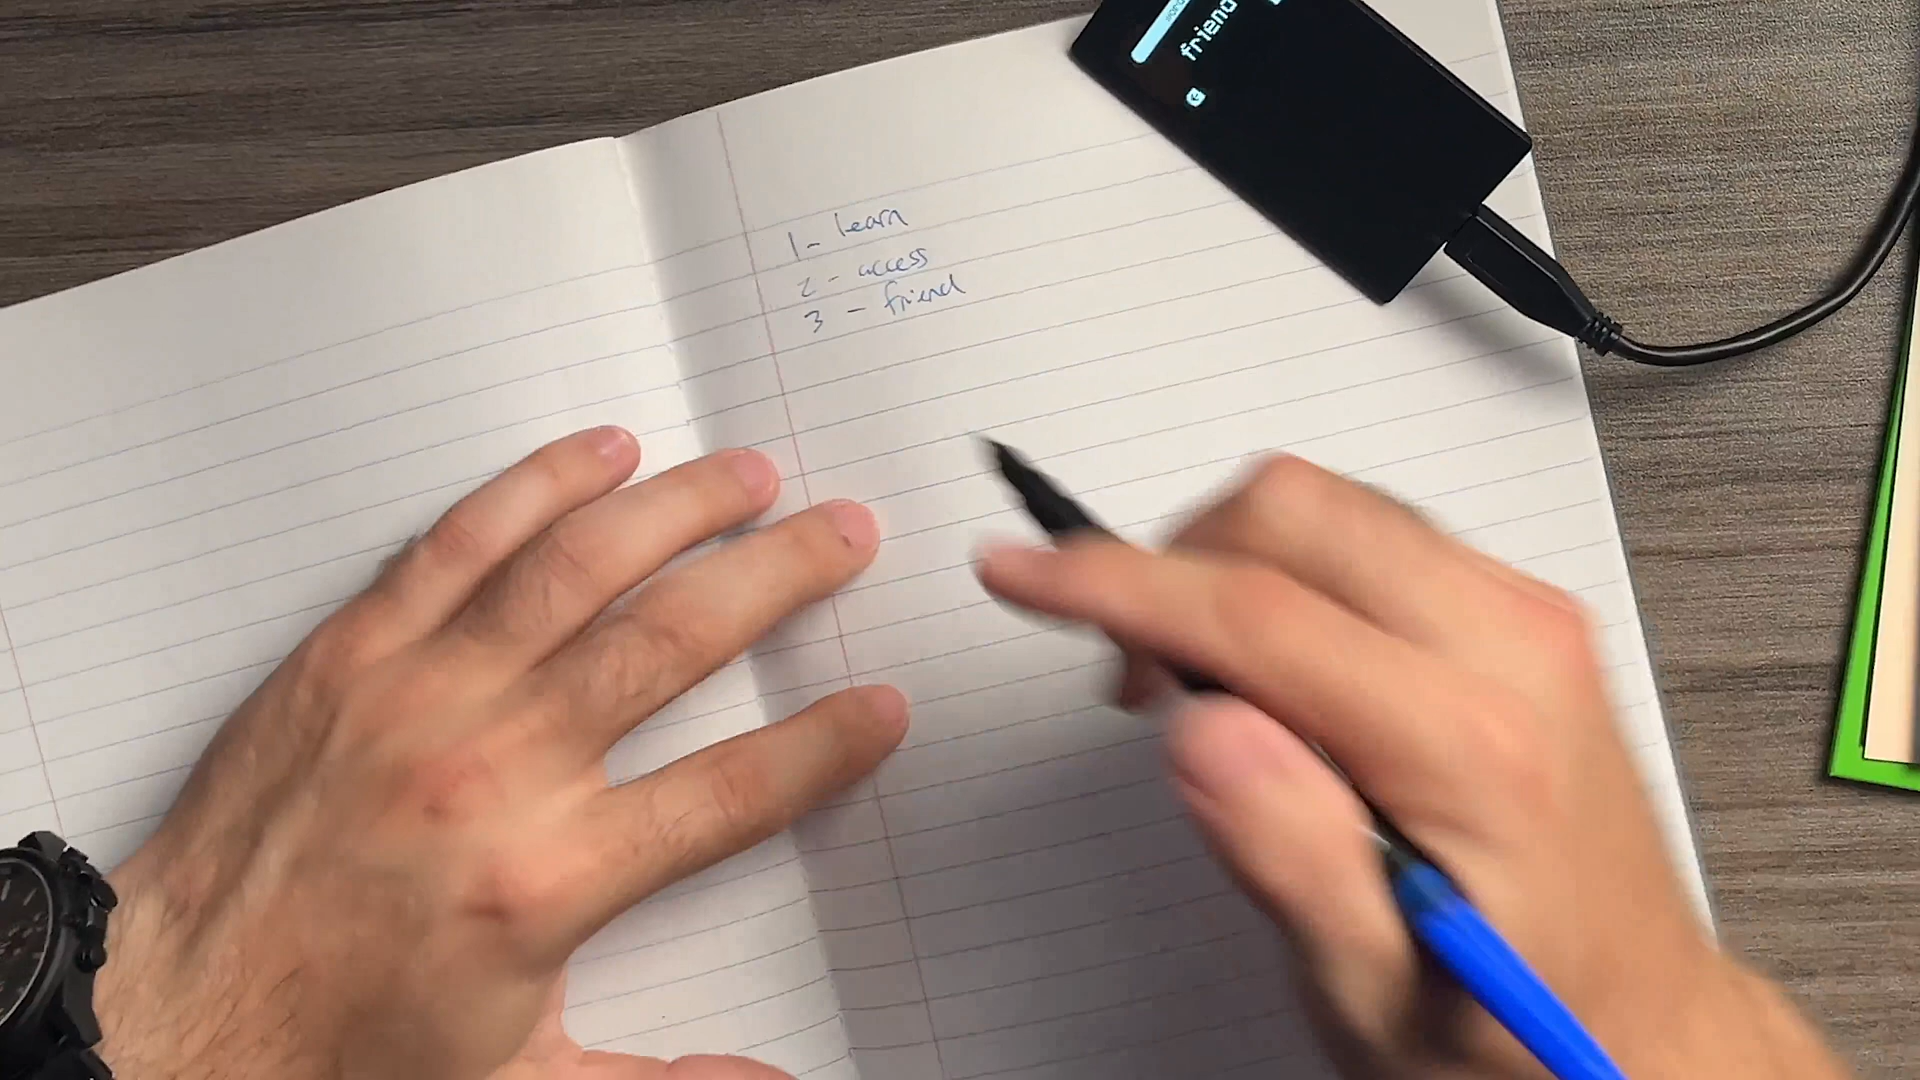 friend
1 - learn
2 - access
3 - friend